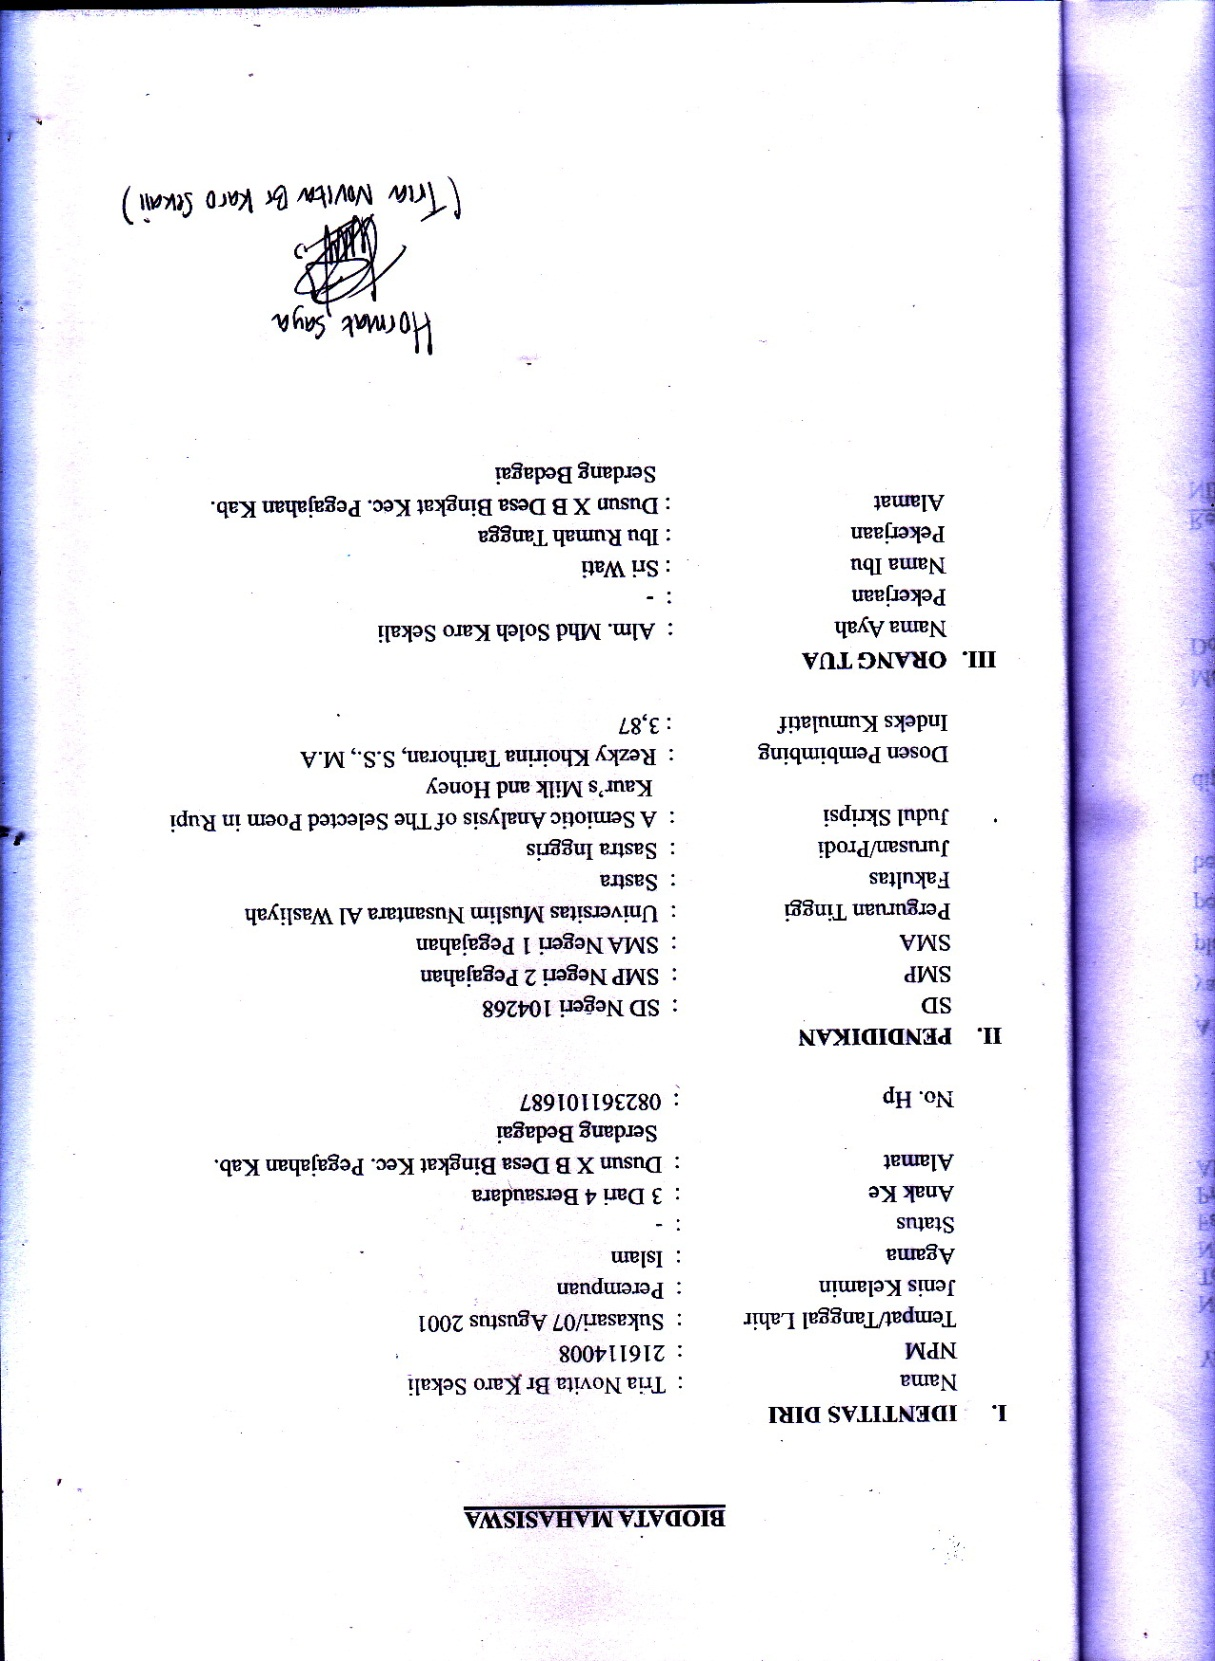 BIODATA MAHASISWA
I. IDENTITAS DIRI
Nama : Tria Novita Br Karo Sekali
NPM : 216114008
Tempat/Tanggal Lahir : Sukasari/07 Agustus 2001
Jenis Kelamin : Perempuan
Agama : Islam
Status : -
Anak Ke : 3 Dari 4 Bersaudara
Alamat : Dusun X B Desa Bingkat Kec. Pegajahan Kab.
Serdang Bedagai
No. Hp : 082361101687
II. PENDIDIKAN
SD : SD Negeri 104268
SMP : SMP Negeri 2 Pegajahan
SMA : SMA Negeri 1 Pegajahan
Perguruan Tinggi : Universitas Muslim Nusantara Al Wasliyah
Fakultas : Sastra
Jurusan/Prodi : Sastra Inggris
Judul Skripsi : A Semiotic Analysis of The Selected Poem in Rupi
Kaur's Milk and Honey
Dosen Pembimbing : Rezky Khoirina Tarihoran, S.S., M.A
Indeks Kumulatif : 3,87
III. ORANG TUA
Nama Ayah : Alm. Mhd Soleh Karo Sekali
Pekerjaan : -
Nama Ibu : Sri Wati
Pekerjaan : Ibu Rumah Tangga
Alamat : Dusun X B Desa Bingkat Kec. Pegajahan Kab.
Serdang Bedagai
Hormat Saya
(Tria Novita Br Karo Sekali)